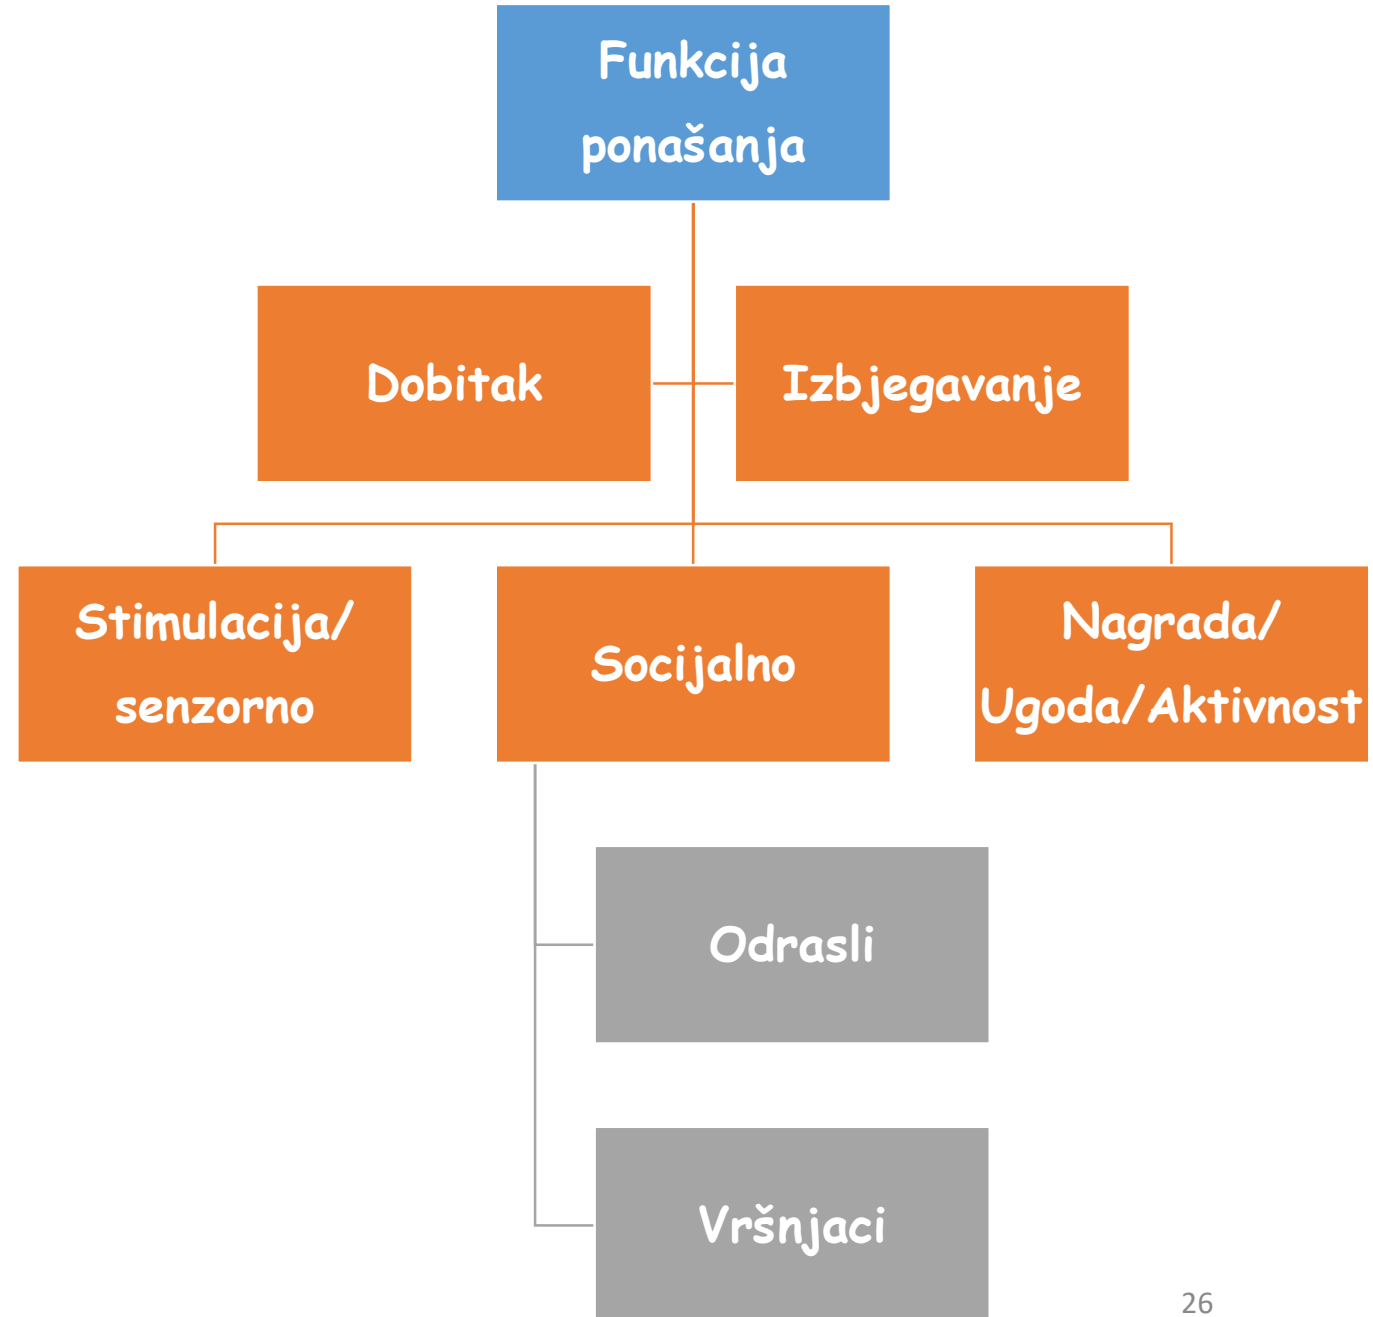 Funkcija
ponašanja
Dobitak
Izbjegavanje
Stimulacija/
senzorno
Socijalno
Nagrada/
Ugoda/Aktivnost
Odrasli
Vršnjaci
26